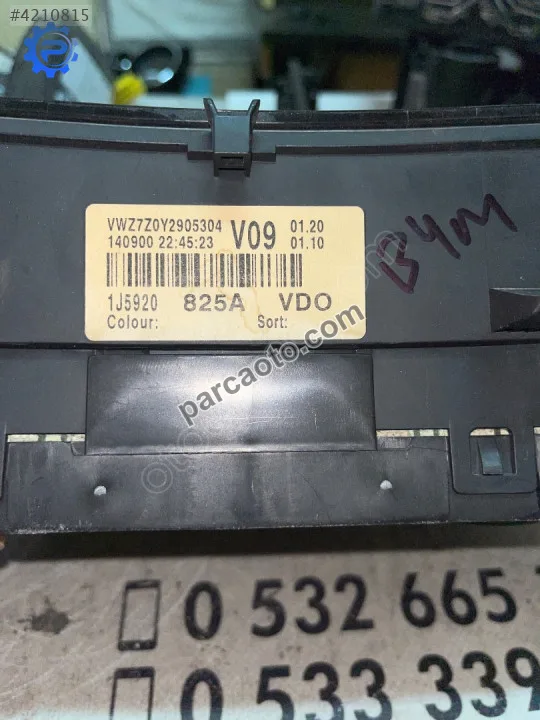 #4210815
VWZ7Z0Y2905304 V09 01.20
140900 22:45:23 01.10
1J5920 825A VDO
Colour: Sort:
parcaoto.com
0 532 665
0 533 339